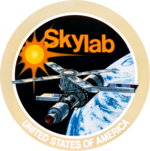 Skylab
UNITED STATES OF AMERICA